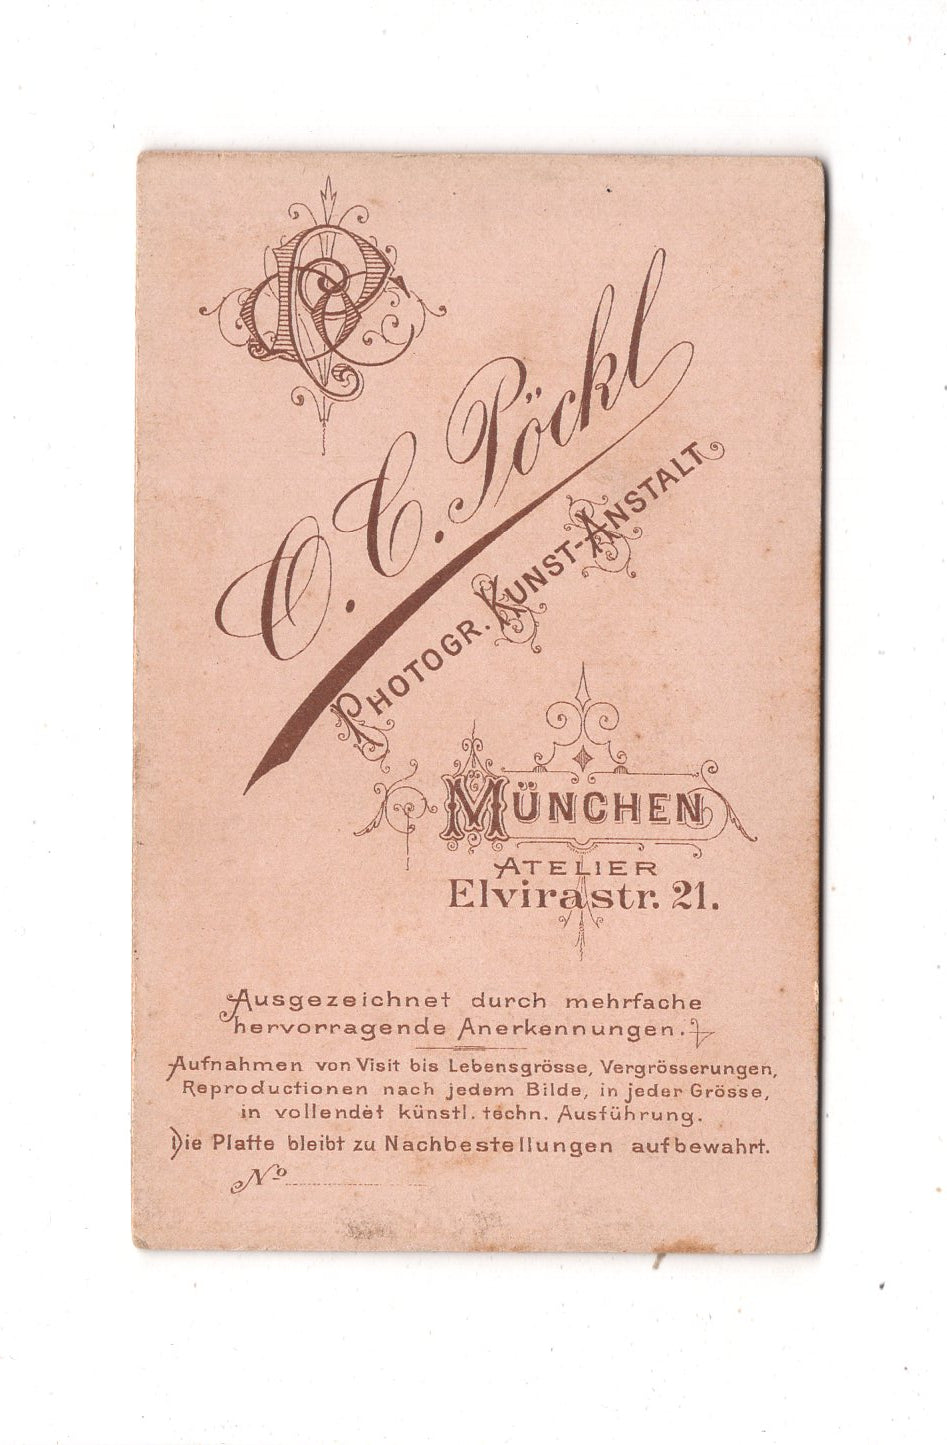 O. C. Pöckl
PHOTOGR. KUNST-ANSTALT
MÜNCHEN
ATELIER
Elvirastr. 21.
Ausgezeichnet durch mehrfache
hervorragende Anerkennungen.
Aufnahmen von Visit bis Lebensgrösse, Vergrösserungen,
Reproductionen nach jedem Bilde, in jeder Grösse,
in vollendet künstl. techn. Ausführung.
Die Platte bleibt zu Nachbestellungen aufbewahrt.
No